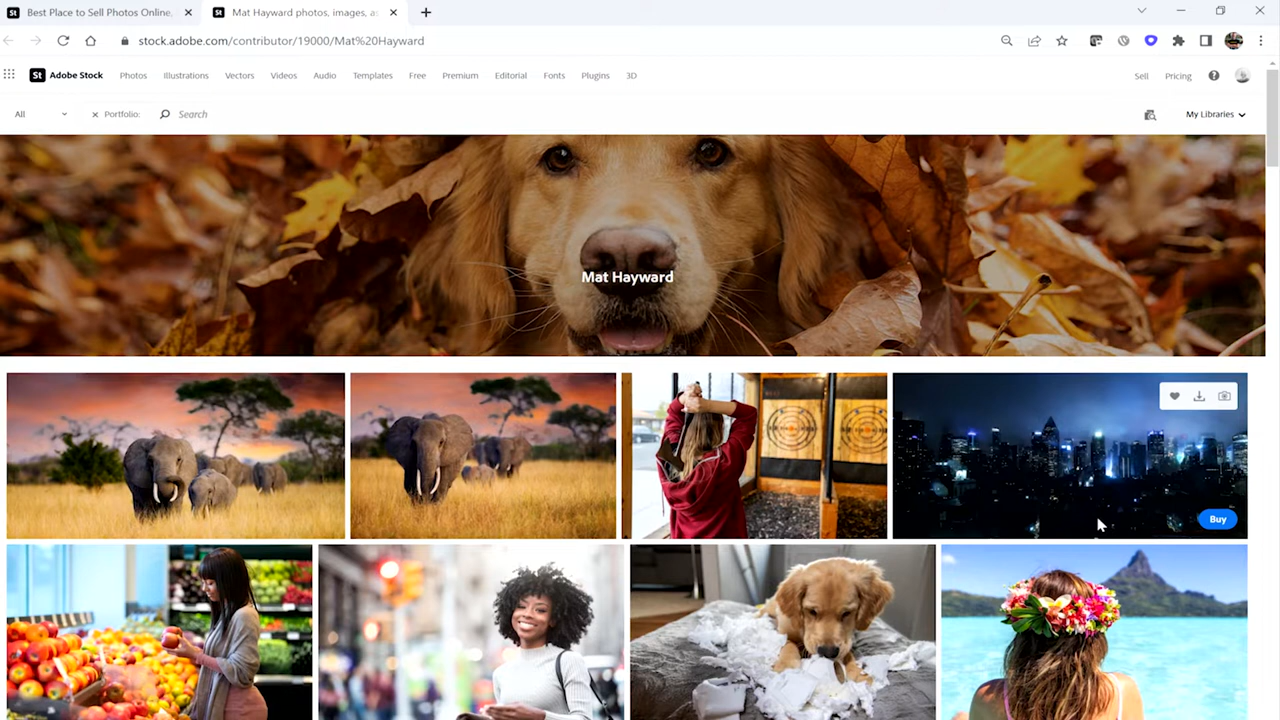 St Best Place to Sell Photos Online,
St Mat Hayward photos, images, a
stock.adobe.com/contributor/19000/Mat%20Hayward
St Adobe Stock Photos Illustrations Vectors Videos Audio Templates Free Premium Editorial Fonts Plugins 3D Sell Pricing ?
All × Portfolio: Search My Libraries
Mat Hayward
Buy